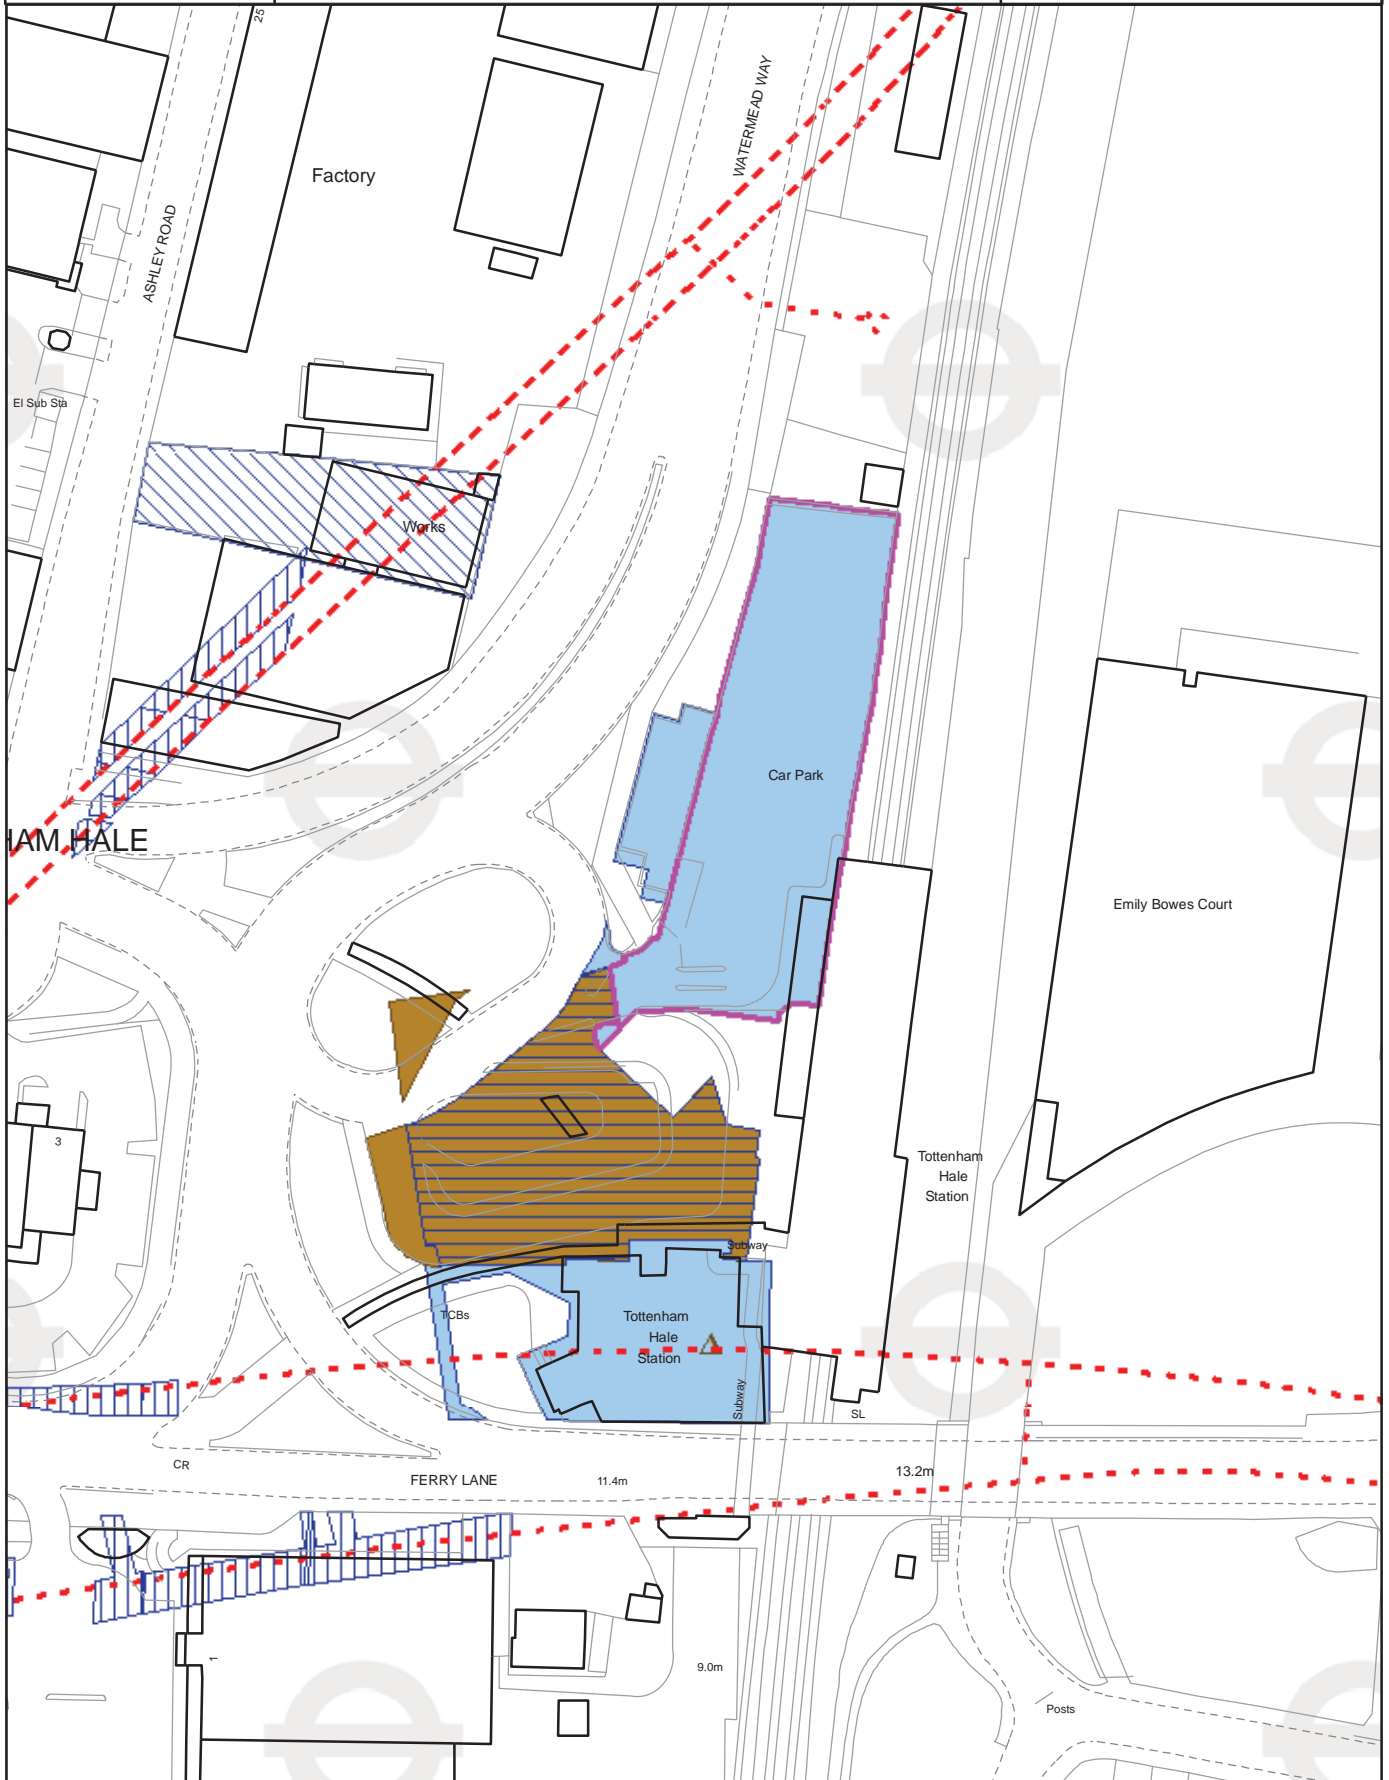 25
WATERMEAD WAY
Factory
ASHLEY ROAD
El Sub Sta
Works
Car Park
HAM HALE
Emily Bowes Court
3
Tottenham
Hale
Station
Subway
TCBs
Tottenham
Hale
Station
Subway
SL
CR
FERRY LANE
11.4m
13.2m
1
9.0m
Posts